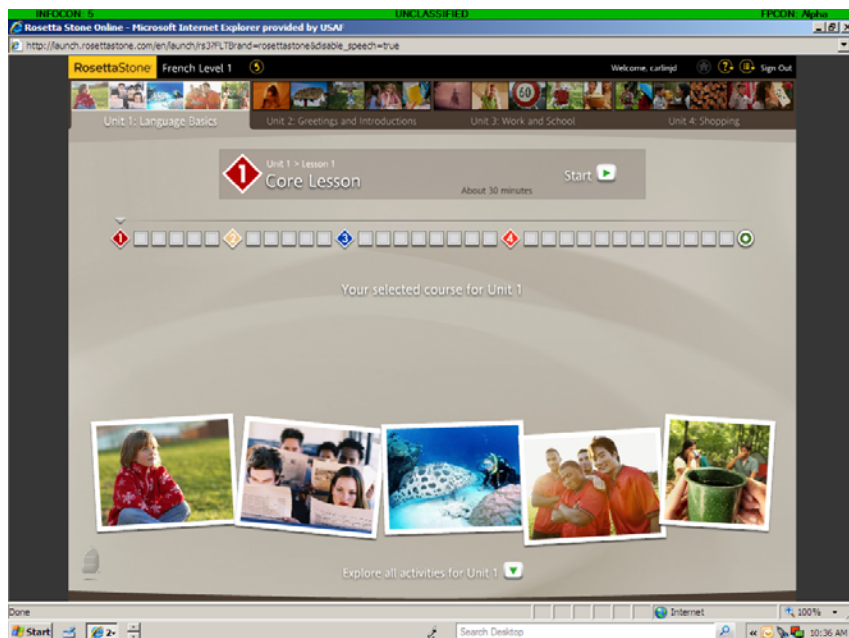 INFOCON: 5 UNCLASSIFIED FPCON: Alpha
Rosetta Stone Online - Microsoft Internet Explorer provided by USAF
http://launch.rosettastone.com/en/launch/rs3?FLTBrand=rosettastone&disable_speech=true
RosettaStone French Level 1 5 Welcome, carlinjd Sign Out
60
Unit 1: Language Basics Unit 2: Greetings and Introductions Unit 3: Work and School Unit 4: Shopping
Unit 1 > Lesson 1
1 Core Lesson
About 30 minutes
Start
1 2 3 4
Your selected course for Unit 1
Explore all activities for Unit 1
Done Internet 100%
Start 2 Search Desktop 10:36 AM